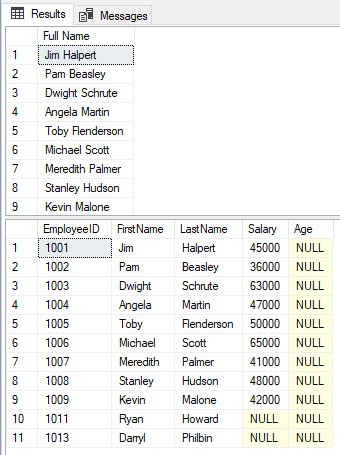 Results Messages
Full Name
1 Jim Halpert
2 Pam Beasley
3 Dwight Schrute
4 Angela Martin
5 Toby Flenderson
6 Michael Scott
7 Meredith Palmer
8 Stanley Hudson
9 Kevin Malone
EmployeeID FirstName LastName Salary Age
1 1001 Jim Halpert 45000 NULL
2 1002 Pam Beasley 36000 NULL
3 1003 Dwight Schrute 63000 NULL
4 1004 Angela Martin 47000 NULL
5 1005 Toby Flenderson 50000 NULL
6 1006 Michael Scott 65000 NULL
7 1007 Meredith Palmer 41000 NULL
8 1008 Stanley Hudson 48000 NULL
9 1009 Kevin Malone 42000 NULL
10 1011 Ryan Howard NULL NULL
11 1013 Darryl Philbin NULL NULL